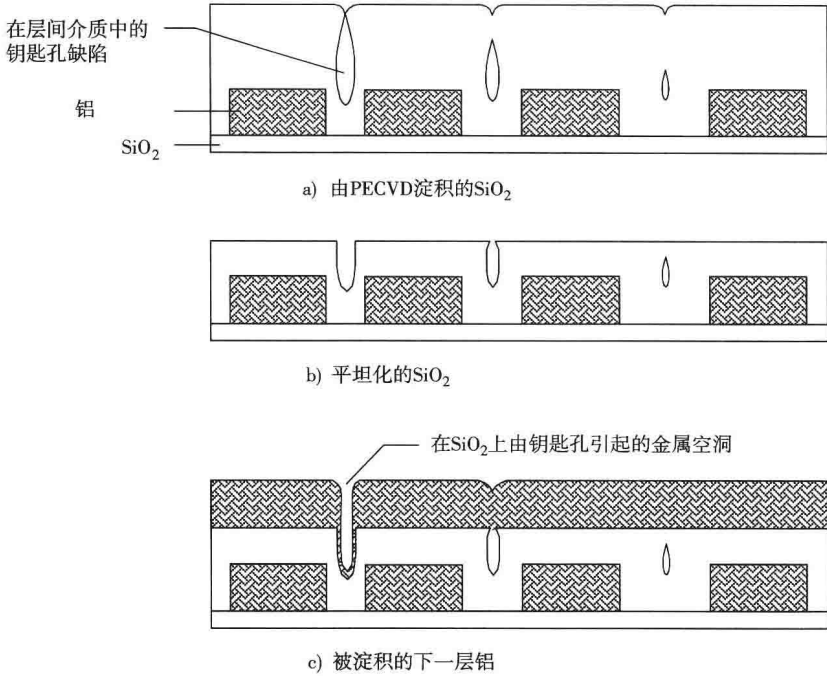 在层间介质中的
钥匙孔缺陷
铝
SiO₂
a) 由PECVD淀积的SiO₂
b) 平坦化的SiO₂
在SiO₂上由钥匙孔引起的金属空洞
c) 被淀积的下一层铝